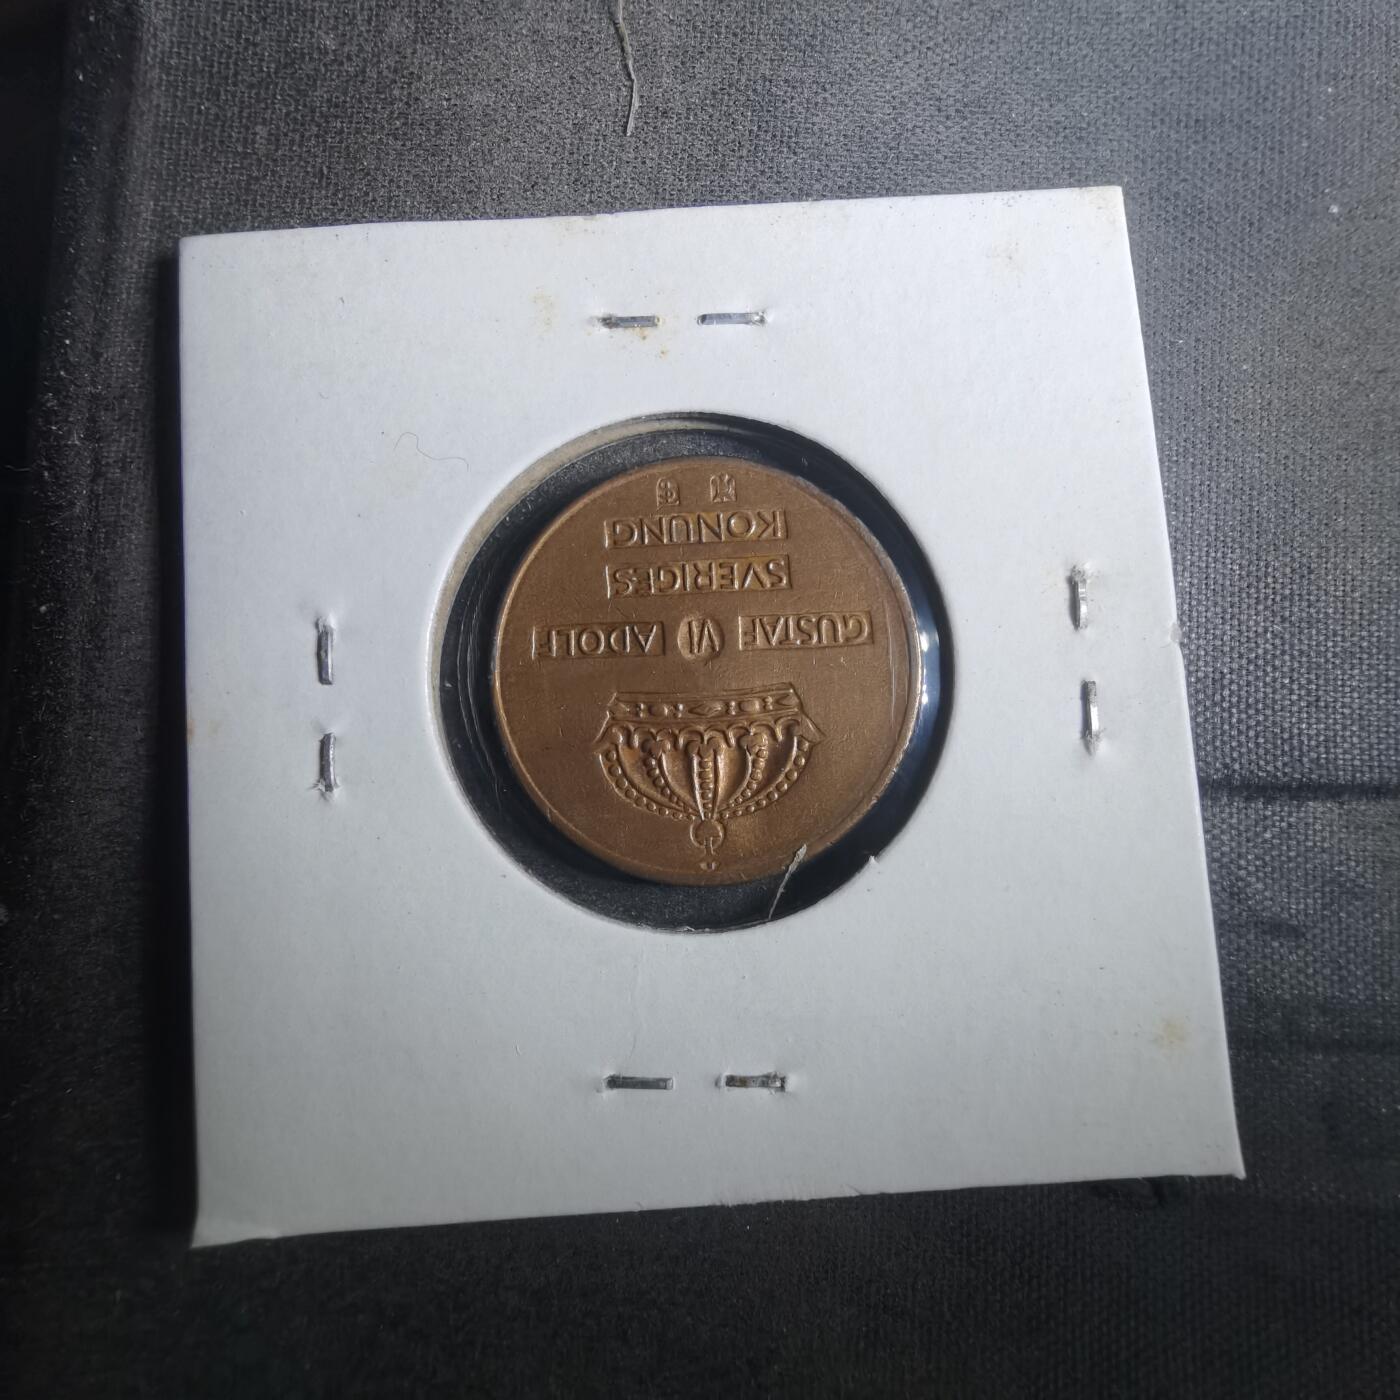 GUSTAF VI ADOLF
SVERIGES
KONUNG